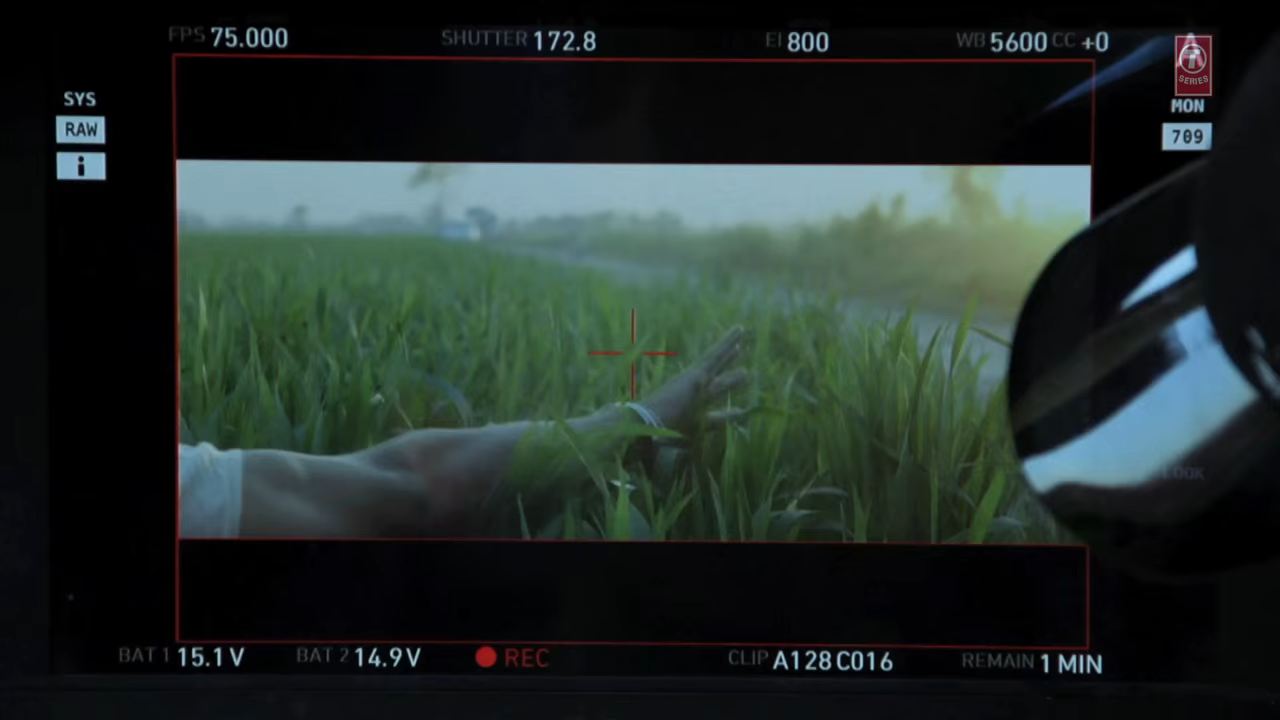 FPS 75.000 SHUTTER 172.8 EI 800 WB 5600 CC +0
SERIES
SYS
MON
RAW
709
i
LOOK
BAT 1 15.1 V BAT 2 14.9 V REC CLIP A128 C016 REMAIN 1 MIN